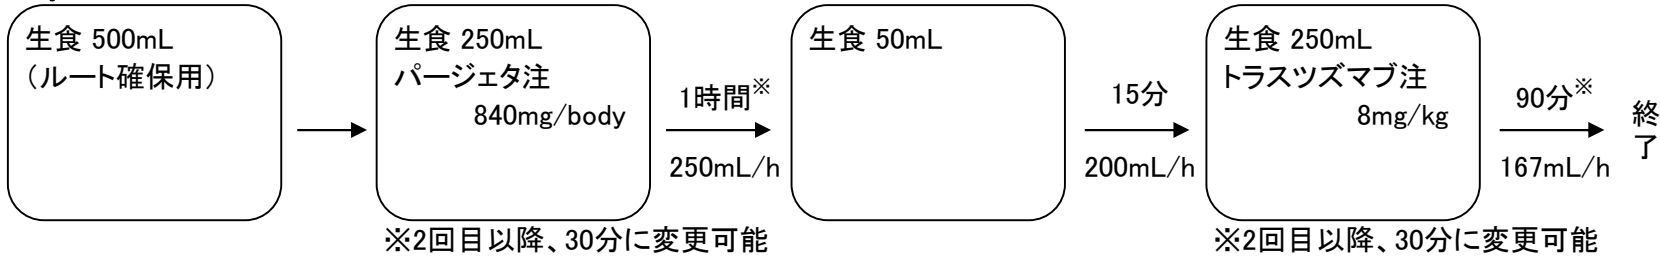 生食 500mL
（ルート確保用）
生食 250mL
パージェタ注
840mg/body
1時間※
250mL/h
生食 50mL
15分
200mL/h
生食 250mL
トラスツズマブ注
8mg/kg
90分※
167mL/h
終了
※2回目以降、30分に変更可能
※2回目以降、30分に変更可能